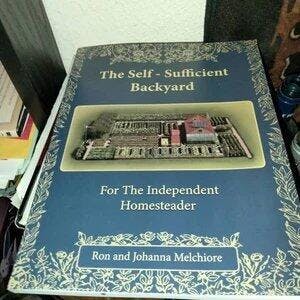 The Self - Sufficient
Backyard
For The Independent
Homesteader
Ron and Johanna Melchiore